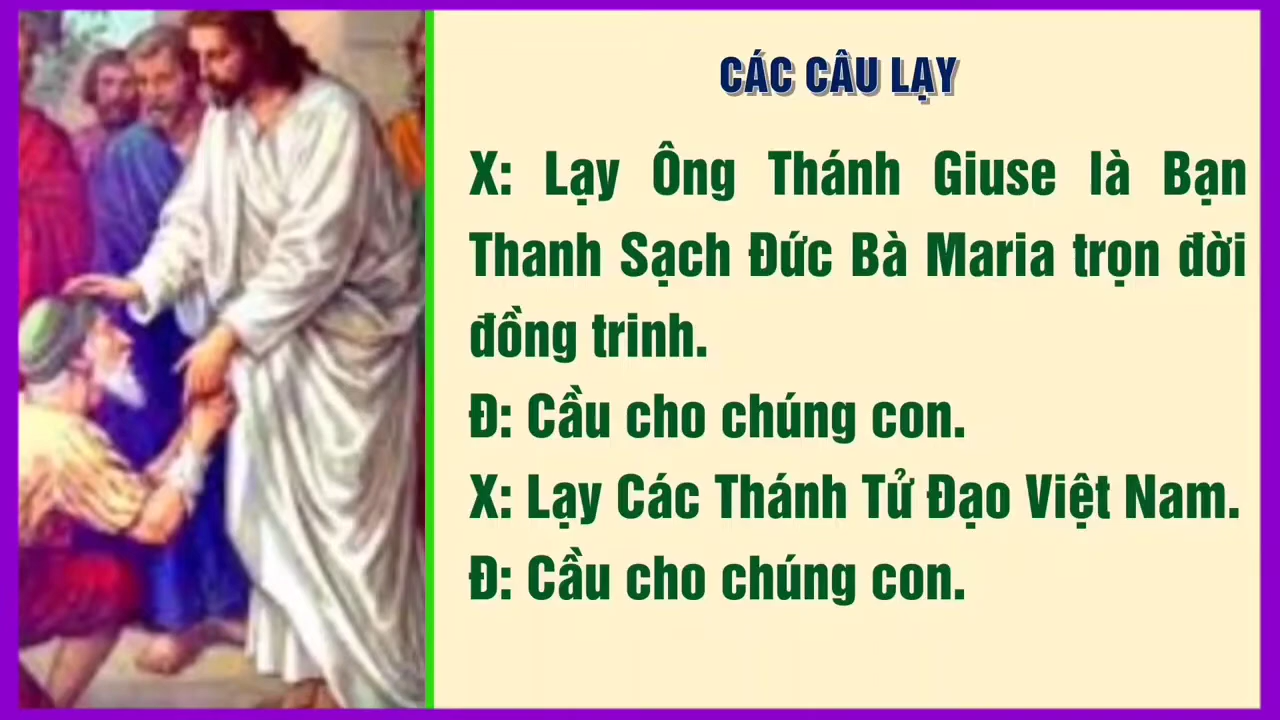 CÁC CÂU LẠY
X: Lạy Ông Thánh Giuse là Bạn
Thanh Sạch Đức Bà Maria trọn đời
đồng trinh.
Đ: Cầu cho chúng con.
X: Lạy Các Thánh Tử Đạo Việt Nam.
Đ: Cầu cho chúng con.